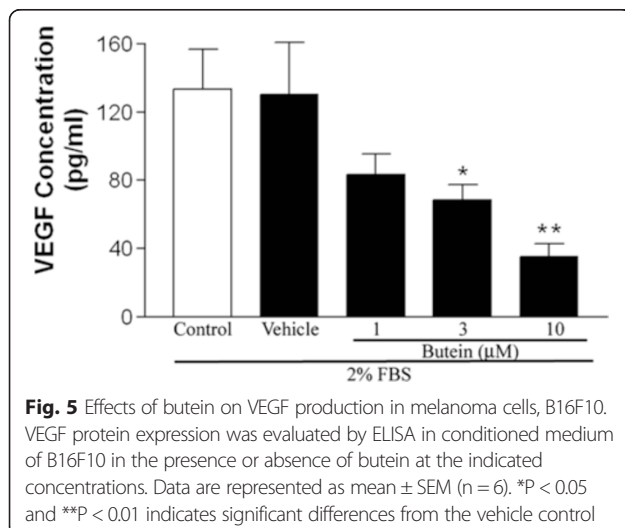 160
120
80
40
0
VEGF Concentration
(pg/ml)
*
**
Control Vehicle 1 3 10
Butein (μM)
2% FBS
Fig. 5 Effects of butein on VEGF production in melanoma cells, B16F10.
VEGF protein expression was evaluated by ELISA in conditioned medium
of B16F10 in the presence or absence of butein at the indicated
concentrations. Data are represented as mean ± SEM (n = 6). *P < 0.05
and **P < 0.01 indicates significant differences from the vehicle control